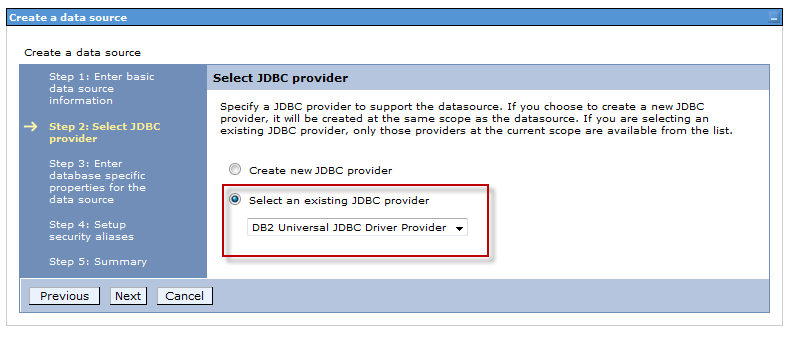 Create a data source
Create a data source
Step 1: Enter basic
data source
information
Step 2: Select JDBC
provider
Step 3: Enter
database specific
properties for the
data source
Step 4: Setup
security aliases
Step 5: Summary
Select JDBC provider
Specify a JDBC provider to support the datasource. If you choose to create a new JDBC
provider, it will be created at the same scope as the datasource. If you are selecting an
existing JDBC provider, only those providers at the current scope are available from the list.
Create new JDBC provider
Select an existing JDBC provider
DB2 Universal JDBC Driver Provider
Previous Next Cancel